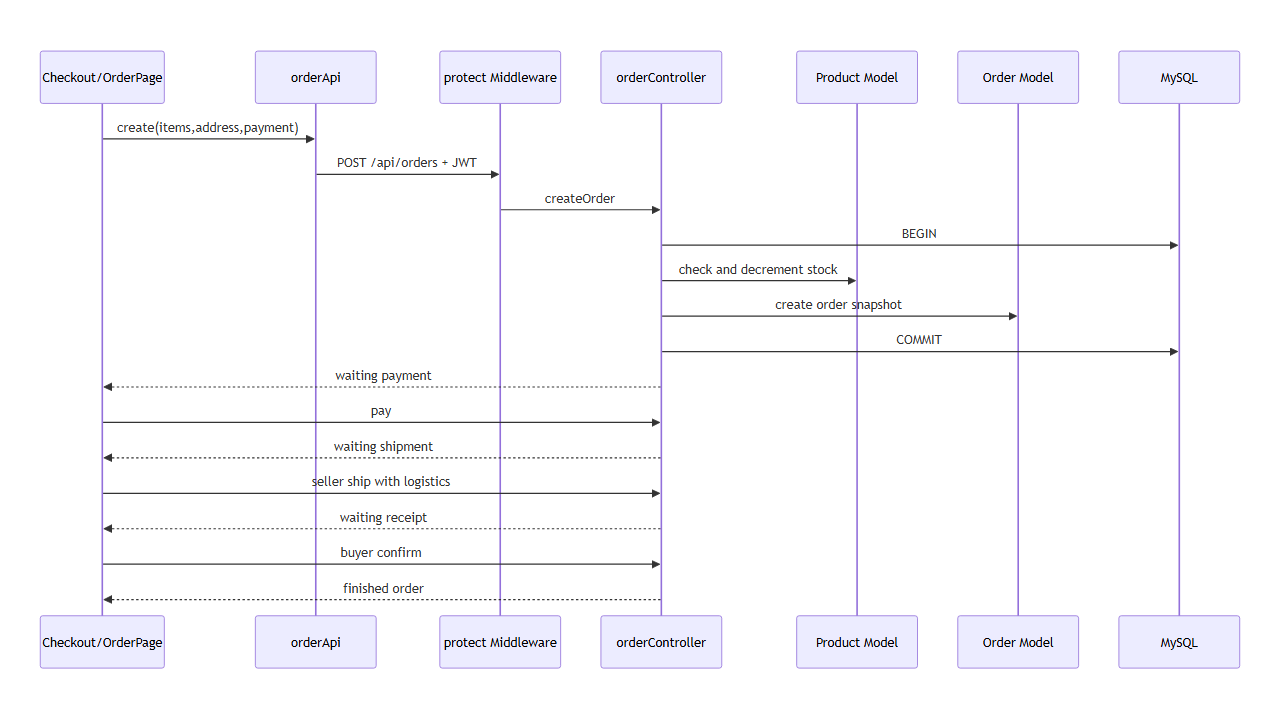 Checkout/OrderPage
orderApi
protect Middleware
orderController
Product Model
Order Model
MySQL
create(items,address,payment)
POST /api/orders + JWT
createOrder
BEGIN
check and decrement stock
create order snapshot
COMMIT
waiting payment
pay
waiting shipment
seller ship with logistics
waiting receipt
buyer confirm
finished order
Checkout/OrderPage
orderApi
protect Middleware
orderController
Product Model
Order Model
MySQL